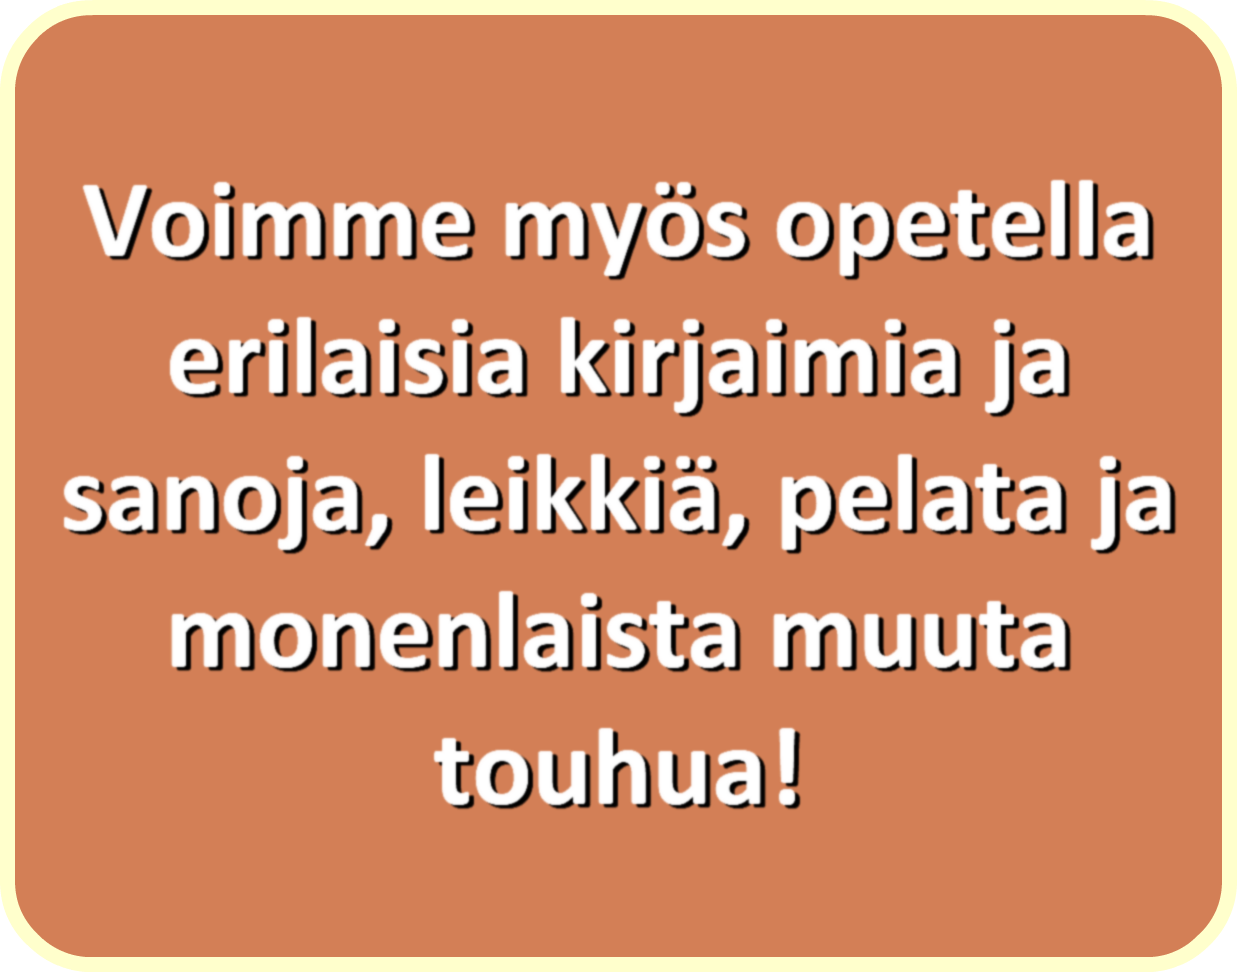 Voimme myös opetella
erilaisia kirjaimia ja
sanoja, leikkiä, pelata ja
monenlaista muuta
touhua!